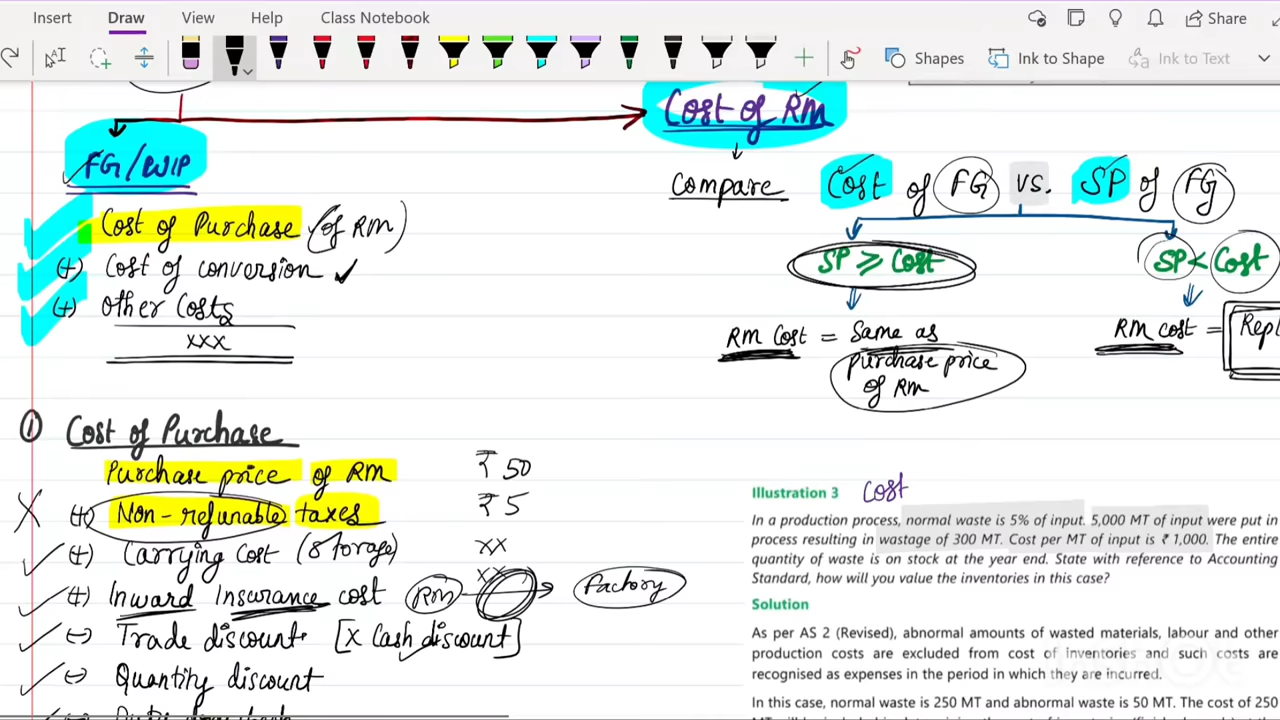 Insert Draw View Help Class Notebook Share
Shapes Ink to Shape Ink to Text
FG/WIP
Cost of Purchase (of RM)
(+) Cost of conversion ✓
(+) Other Costs
xxx
Cost of RM
Compare Cost of FG vs. SP of FG
SP ≥ Cost SP < Cost
RM Cost = Same as purchase price of RM
RM cost =
① Cost of Purchase
Purchase price of RM ₹ 50
X (+) Non-refunable taxes ₹ 5
✓ (+) Carrying Cost (Storage) xx
✓ (+) Inward Insurance cost xx RM Factory
✓ (-) Trade discount [X Cash discount]
✓ (-) Quantity discount
Illustration 3 Cost
In a production process, normal waste is 5% of input. 5,000 MT of input were put in
process resulting in wastage of 300 MT. Cost per MT of input is ₹ 1,000. The entire
quantity of waste is on stock at the year end. State with reference to Accounting
Standard, how will you value the inventories in this case?
Solution
As per AS 2 (Revised), abnormal amounts of wasted materials, labour and other
production costs are excluded from cost of inventories and such costs are
recognised as expenses in the period in which they are incurred.
In this case, normal waste is 250 MT and abnormal waste is 50 MT. The cost of 250